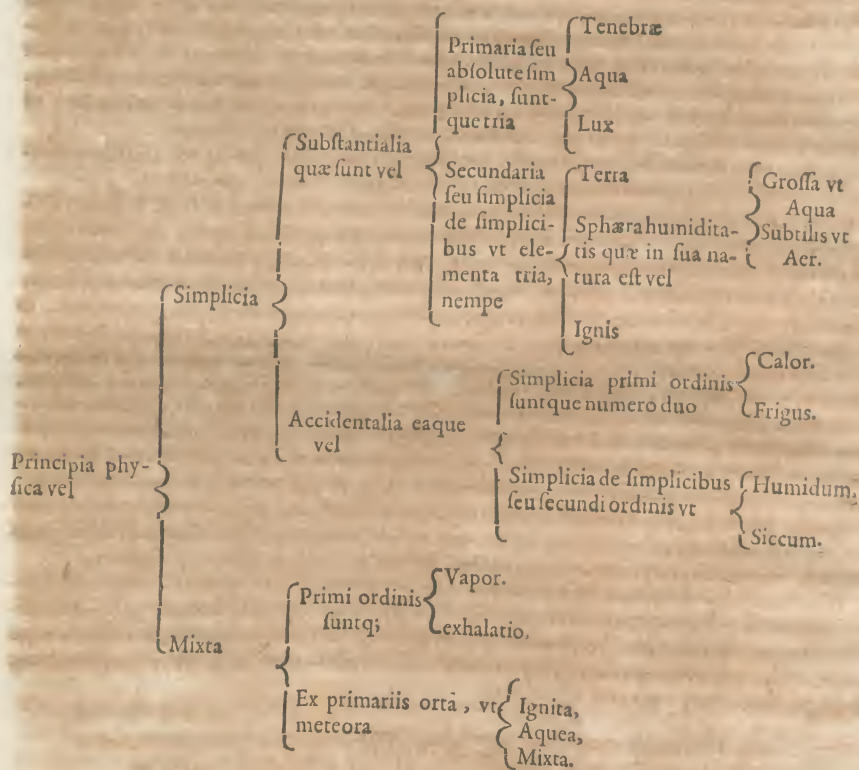 Principia phy-
sica vel
Simplicia
Substantialia
quæ sunt vel
Primaria seu
absolute sim
plicia, sunt-
que tria
Tenebræ
Aqua
Lux
Secundaria
seu simplicia
de simplici-
bus vt ele-
menta tria,
nempe
Terra
Sphæra humidita-
tis quæ in sua na-
tura est vel
Grossa vt
Aqua
Subtilis vt
Aer.
Ignis
Accidentalia eaque
vel
Simplicia primi ordinis
suntque numero duo
Calor.
Frigus.
Simplicia de simplicibus
seu secundi ordinis vt
Humidum.
Siccum.
Mixta
Primi ordinis
suntq;
Vapor.
exhalatio.
Ex primariis orta, vt
meteora
Ignita,
Aquea,
Mixta.